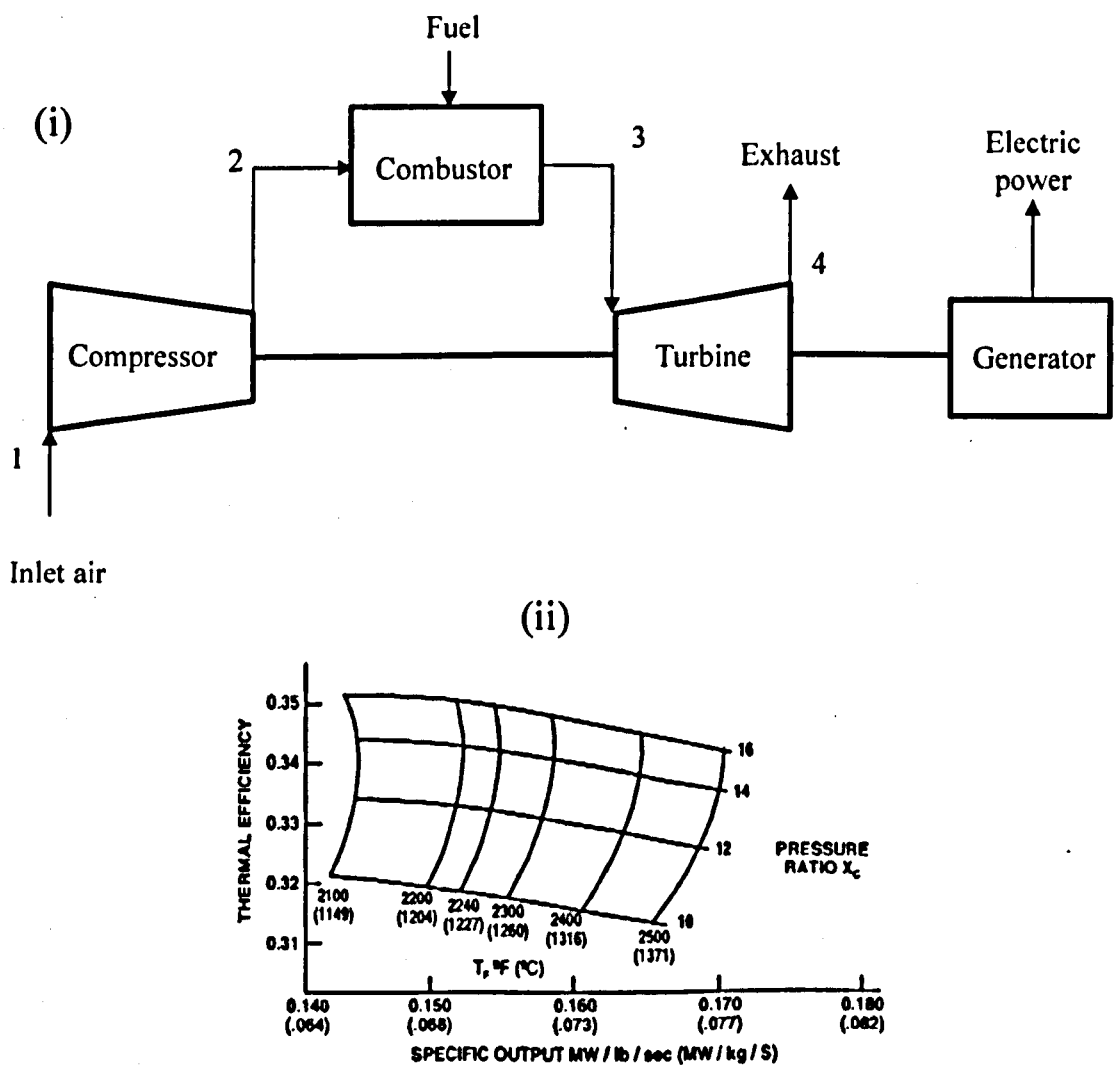 Fuel
(i)
2
Combustor
3
Exhaust
Electric
power
4
Compressor
Turbine
Generator
1
Inlet air
(ii)
THERMAL EFFICIENCY
0.35
0.34
0.33
0.32
0.31
16
14
12
10
PRESSURE
RATIO Xc
2100
(1149)
2200
(1204)
2240
(1227)
2300
(1260)
2400
(1316)
2500
(1371)
T, ºF (ºC)
0.140
(.064)
0.150
(.068)
0.160
(.073)
0.170
(.077)
0.180
(.082)
SPECIFIC OUTPUT MW / lb / sec (MW / kg / S)